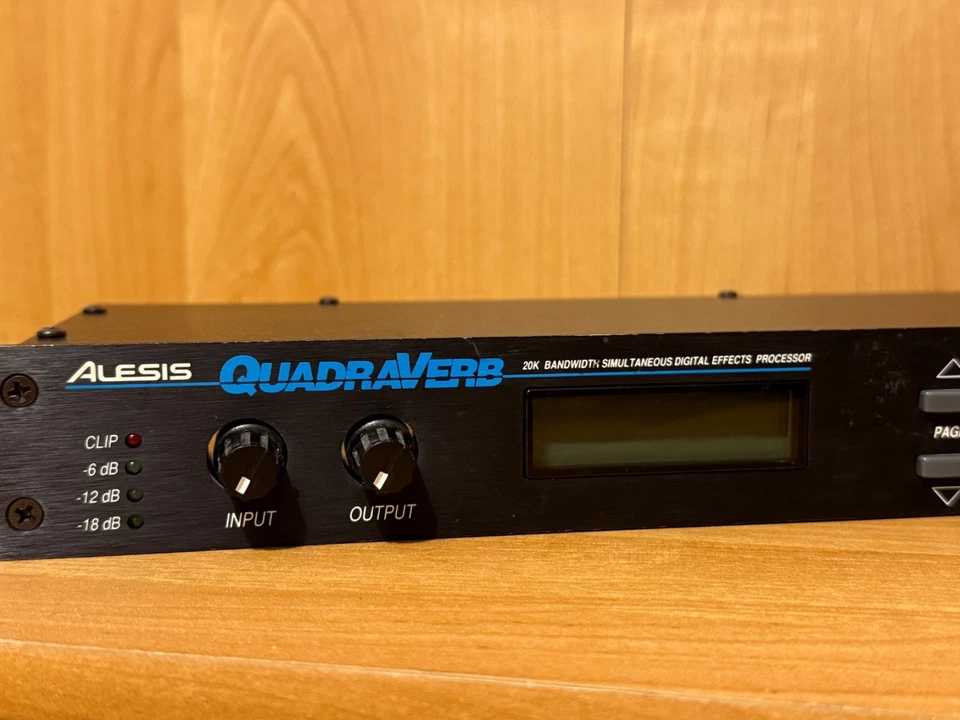 ALESIS QUADRAVERB 20K BANDWIDTH SIMULTANEOUS DIGITAL EFFECTS PROCESSOR
CLIP
-6 dB
-12 dB
-18 dB
INPUT
OUTPUT